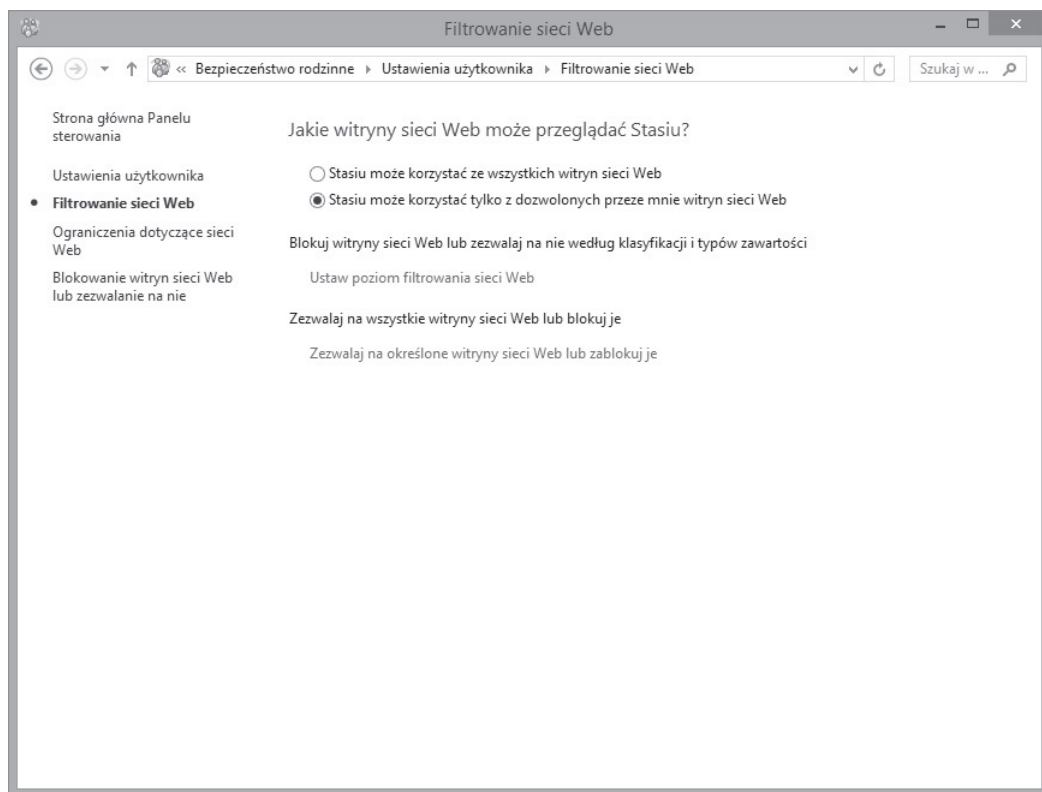 Filtrowanie sieci Web
« Bezpieczeństwo rodzinne Ustawienia użytkownika Filtrowanie sieci Web
Szukaj w ...
Strona główna Panelu
sterowania
Ustawienia użytkownika
Filtrowanie sieci Web
Ograniczenia dotyczące sieci
Web
Blokowanie witryn sieci Web
lub zezwalanie na nie
Jakie witryny sieci Web może przeglądać Stasiu?
Stasiu może korzystać ze wszystkich witryn sieci Web
Stasiu może korzystać tylko z dozwolonych przeze mnie witryn sieci Web
Blokuj witryny sieci Web lub zezwalaj na nie według klasyfikacji i typów zawartości
Ustaw poziom filtrowania sieci Web
Zezwalaj na wszystkie witryny sieci Web lub blokuj je
Zezwalaj na określone witryny sieci Web lub zablokuj je